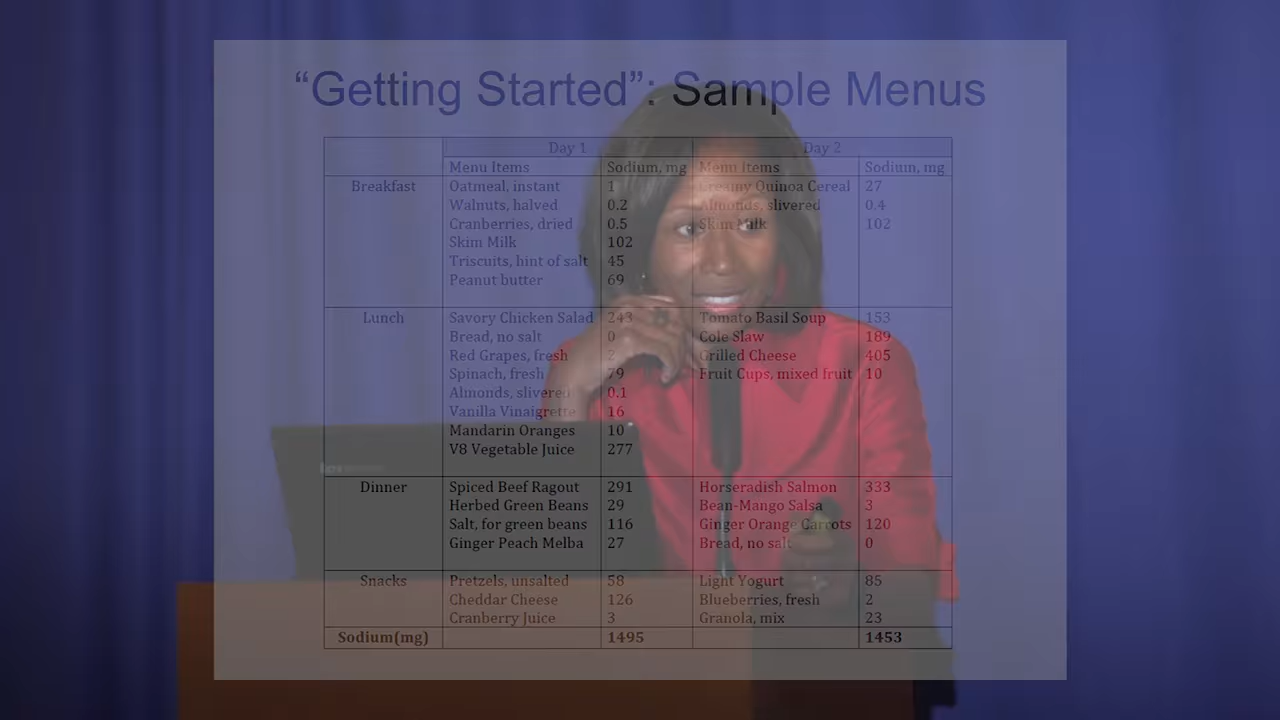 “Getting Started”: Sample Menus
Day 1 Day 2
Menu Items Sodium, mg Menu Items Sodium, mg
Breakfast Oatmeal, instant 1 Creamy Quinoa Cereal 27
Walnuts, halved 0.2 Almonds, slivered 0.4
Cranberries, dried 0.5 Skim Milk 102
Skim Milk 102
Triscuits, hint of salt 45
Peanut butter 69
Lunch Savory Chicken Salad 243 Tomato Basil Soup 153
Bread, no salt 0 Cole Slaw 189
Red Grapes, fresh 2 Grilled Cheese 405
Spinach, fresh 79 Fruit Cups, mixed fruit 10
Almonds, slivered 0.1
Vanilla Vinaigrette 16
Mandarin Oranges 10
V8 Vegetable Juice 277
Dinner Spiced Beef Ragout 291 Horseradish Salmon 333
Herbed Green Beans 29 Bean-Mango Salsa 3
Salt, for green beans 116 Ginger Orange Carrots 120
Ginger Peach Melba 27 Bread, no salt 0
Snacks Pretzels, unsalted 58 Light Yogurt 85
Cheddar Cheese 126 Blueberries, fresh 2
Cranberry Juice 3 Granola, mix 23
Sodium(mg) 1495 1453